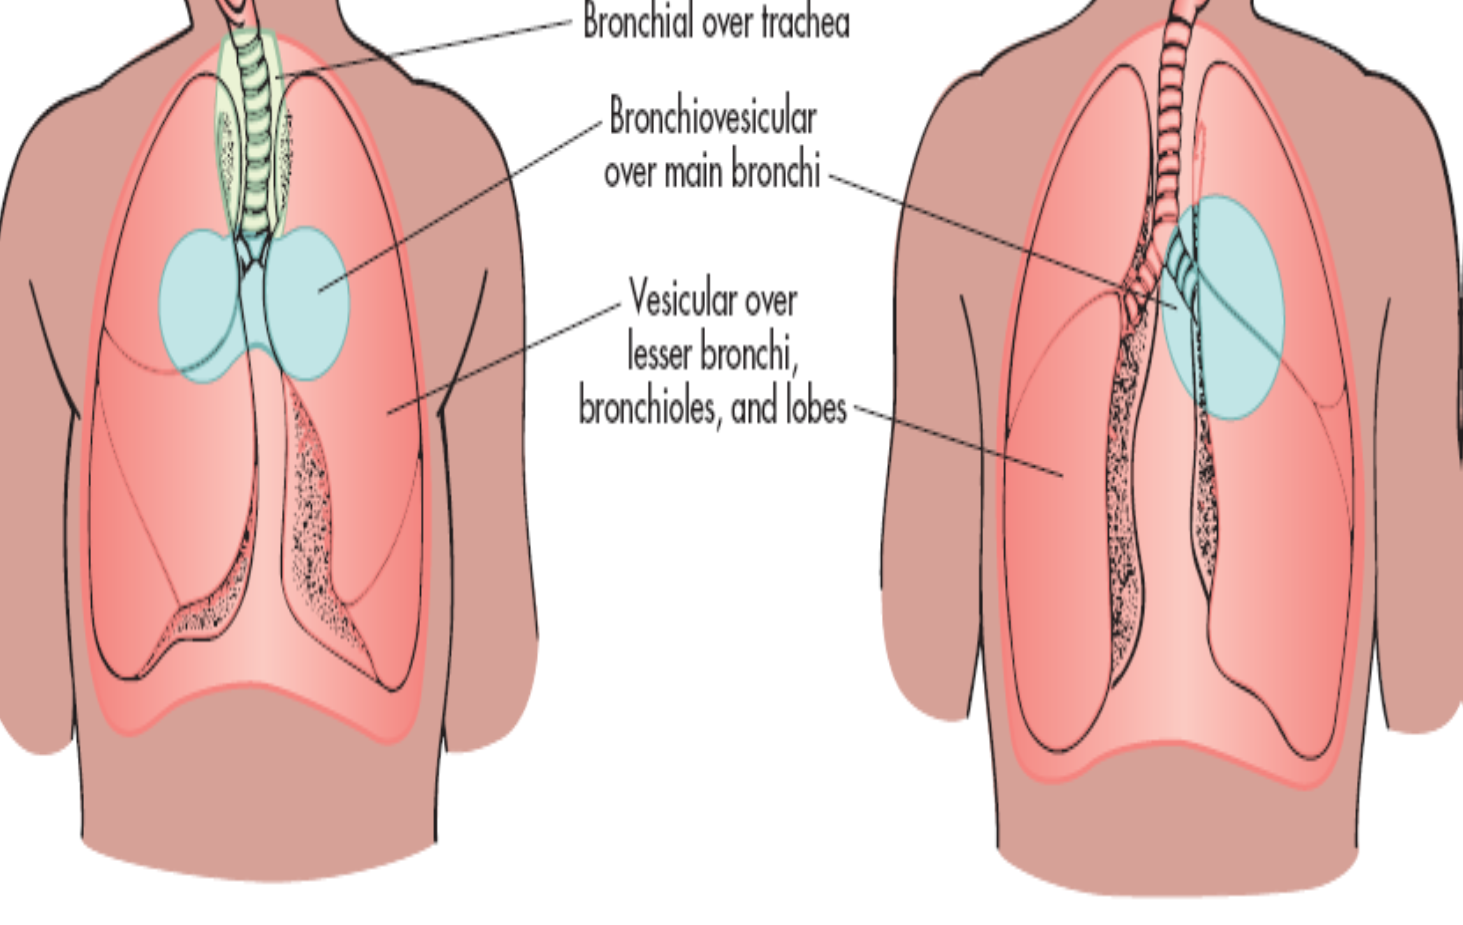 Bronchial over trachea
Bronchiovesicular
over main bronchi
Vesicular over
lesser bronchi,
bronchioles, and lobes